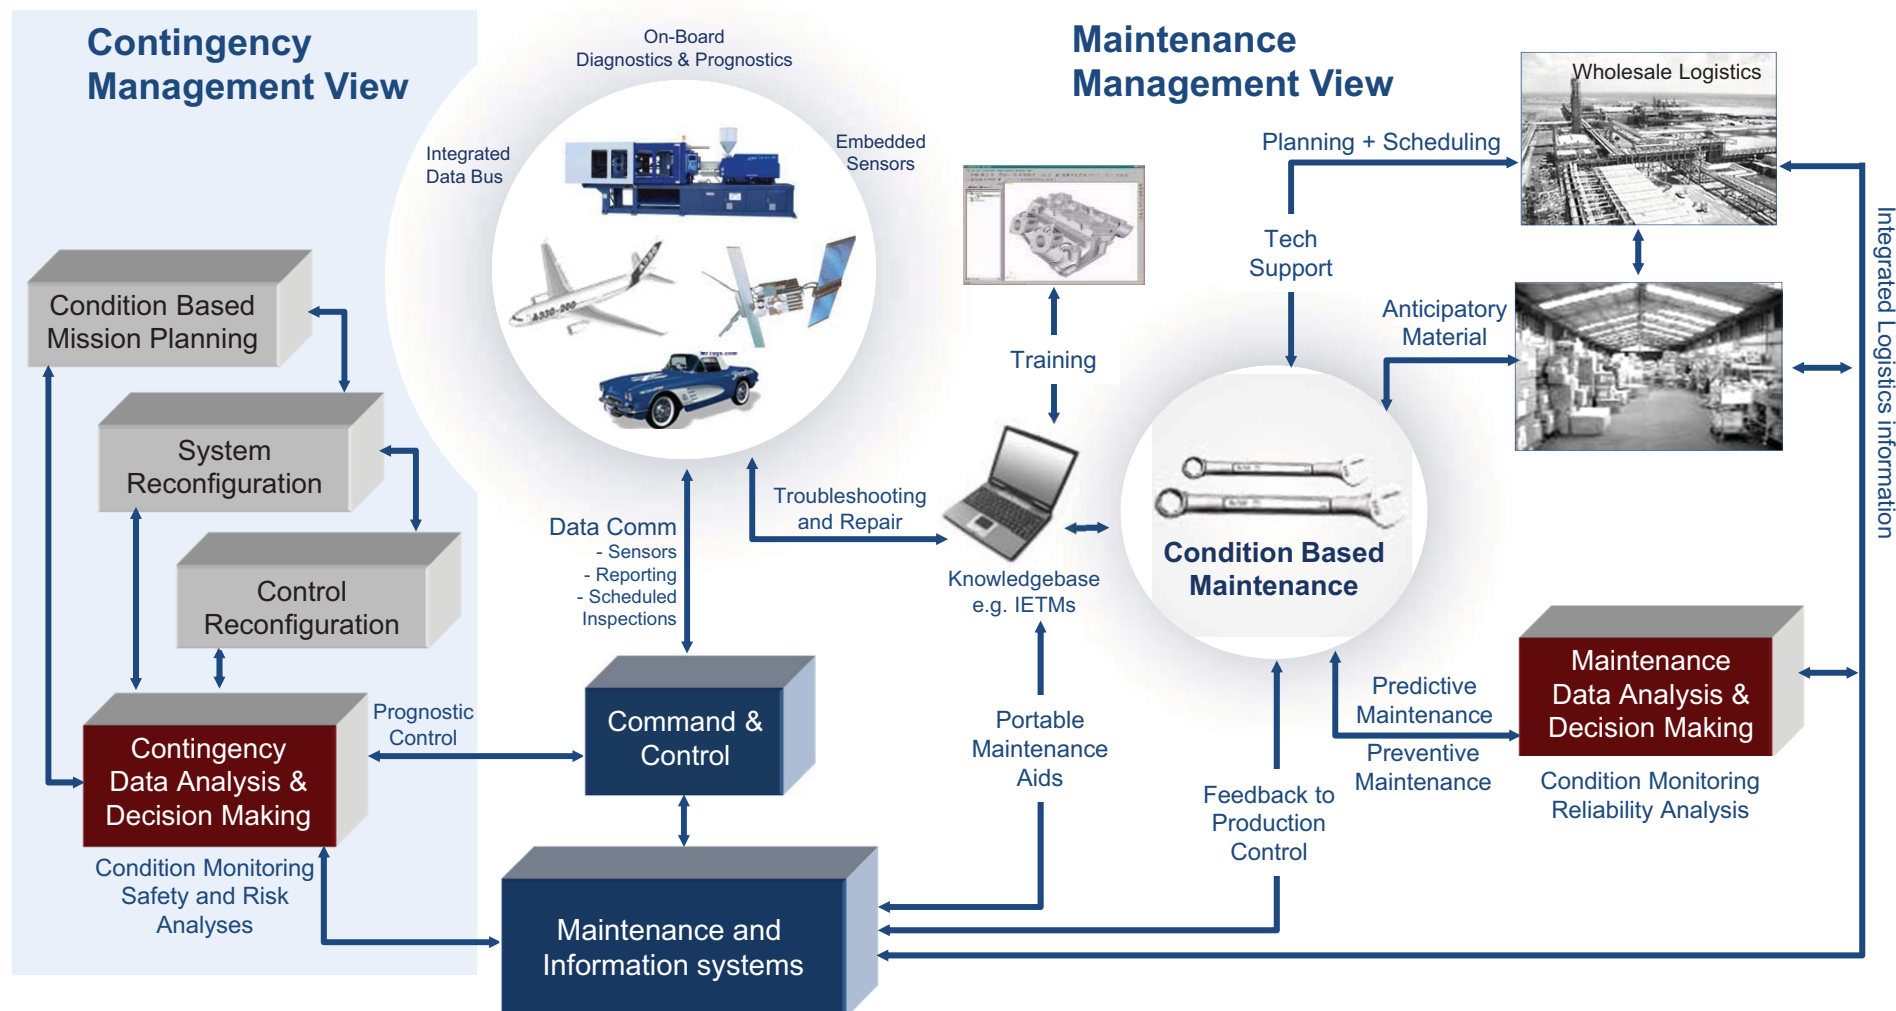 Contingency
Management View
On-Board
Diagnostics & Prognostics
Integrated
Data Bus
Embedded
Sensors
A330-200
Maintenance
Management View
Wholesale Logistics
Planning + Scheduling
Tech
Support
Anticipatory
Material
Integrated Logistics information
Training
Condition Based
Mission Planning
System
Reconfiguration
Control
Reconfiguration
Troubleshooting
and Repair
Data Comm
- Sensors
- Reporting
- Scheduled
Inspections
Knowledgebase
e.g. IETMs
Condition Based
Maintenance
Prognostic
Control
Command &
Control
Contingency
Data Analysis &
Decision Making
Condition Monitoring
Safety and Risk
Analyses
Portable
Maintenance
Aids
Predictive
Maintenance
Preventive
Maintenance
Maintenance
Data Analysis &
Decision Making
Condition Monitoring
Reliability Analysis
Feedback to
Production
Control
Maintenance and
Information systems